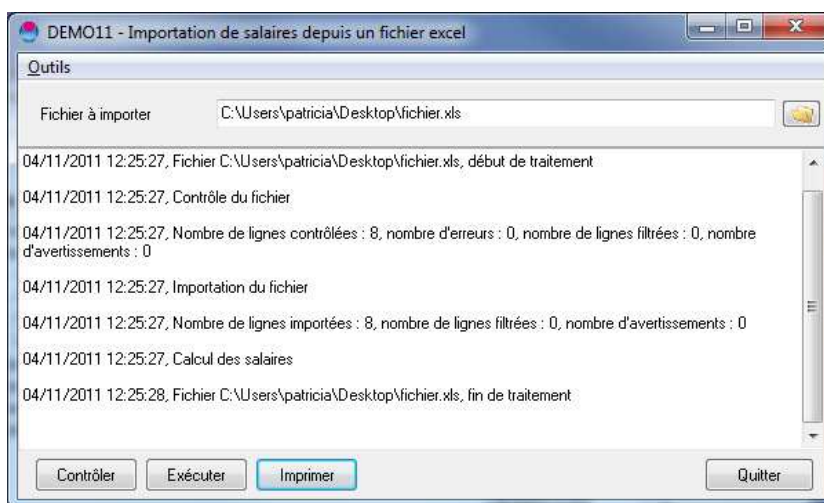 DEMO11 - Importation de salaires depuis un fichier excel
Outils
Fichier à importer
C:\Users\patricia\Desktop\fichier.xls
04/11/2011 12:25:27, Fichier C:\Users\patricia\Desktop\fichier.xls, début de traitement
04/11/2011 12:25:27, Contrôle du fichier
04/11/2011 12:25:27, Nombre de lignes contrôlées : 8, nombre d'erreurs : 0, nombre de lignes filtrées : 0, nombre
d'avertissements : 0
04/11/2011 12:25:27, Importation du fichier
04/11/2011 12:25:27, Nombre de lignes importées : 8, nombre de lignes filtrées : 0, nombre d'avertissements : 0
04/11/2011 12:25:27, Calcul des salaires
04/11/2011 12:25:28, Fichier C:\Users\patricia\Desktop\fichier.xls, fin de traitement
Contrôler Exécuter Imprimer Quitter